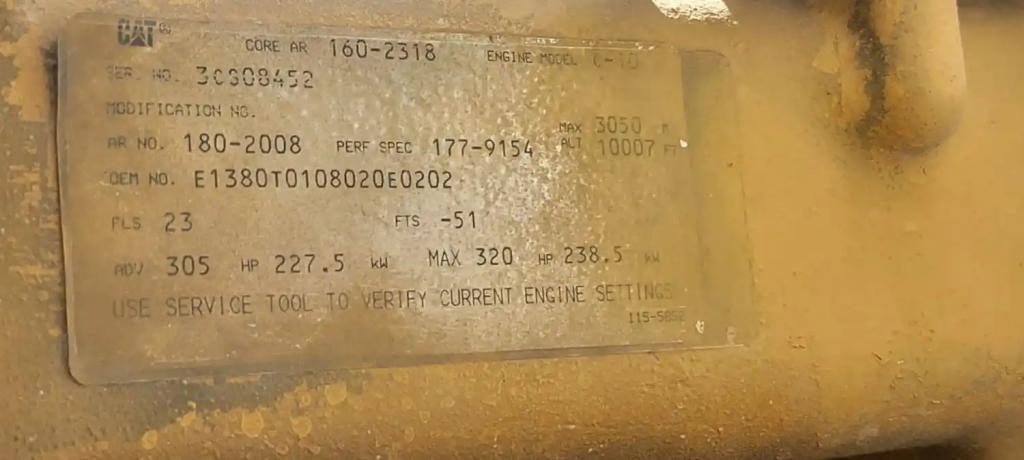 CAT®
CORE AR 160-2318 ENGINE MODEL C-10
SER. NO. 3CS08452
MODIFICATION NO.
AR NO. 180-2008 PERF SPEC 177-9154 MAX ALT 3050 M 10007 FT
OEM NO. E1380T0108020E0202
FLS 23 FTS -51
ADV 305 HP 227.5 kW MAX 320 HP 238.5 kW
USE SERVICE TOOL TO VERIFY CURRENT ENGINE SETTINGS